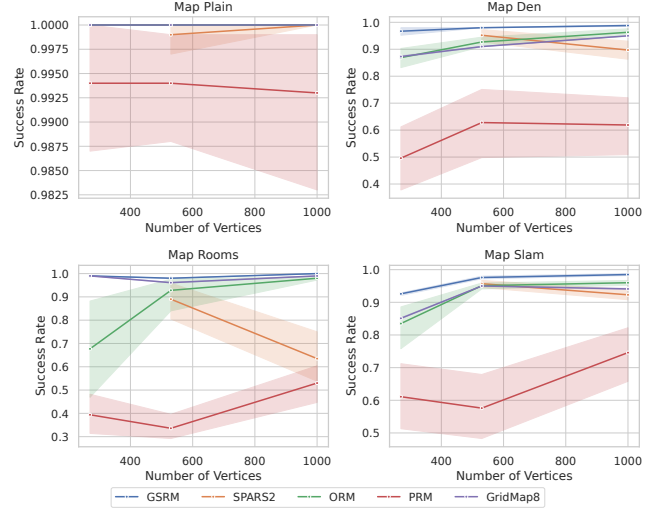 Map Plain
Success Rate
1.0000
0.9975
0.9950
0.9925
0.9900
0.9875
0.9850
0.9825
400 600 800 1000
Number of Vertices
Map Den
Success Rate
1.0
0.9
0.8
0.7
0.6
0.5
0.4
400 600 800 1000
Number of Vertices
Map Rooms
Success Rate
1.0
0.9
0.8
0.7
0.6
0.5
0.4
0.3
400 600 800 1000
Number of Vertices
Map Slam
Success Rate
1.0
0.9
0.8
0.7
0.6
0.5
400 600 800 1000
Number of Vertices
GSRM SPARS2 ORM PRM GridMap8